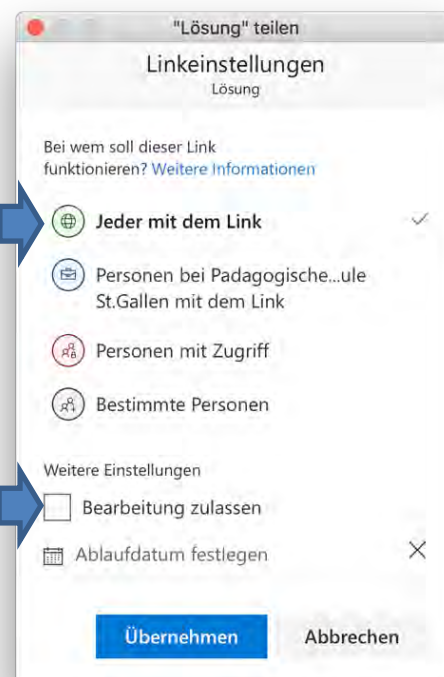 "Lösung" teilen
Linkeinstellungen
Lösung
Bei wem soll dieser Link
funktionieren? Weitere Informationen
Jeder mit dem Link
Personen bei Padagogische...ule
St.Gallen mit dem Link
Personen mit Zugriff
Bestimmte Personen
Weitere Einstellungen
Bearbeitung zulassen
Ablaufdatum festlegen
Übernehmen Abbrechen